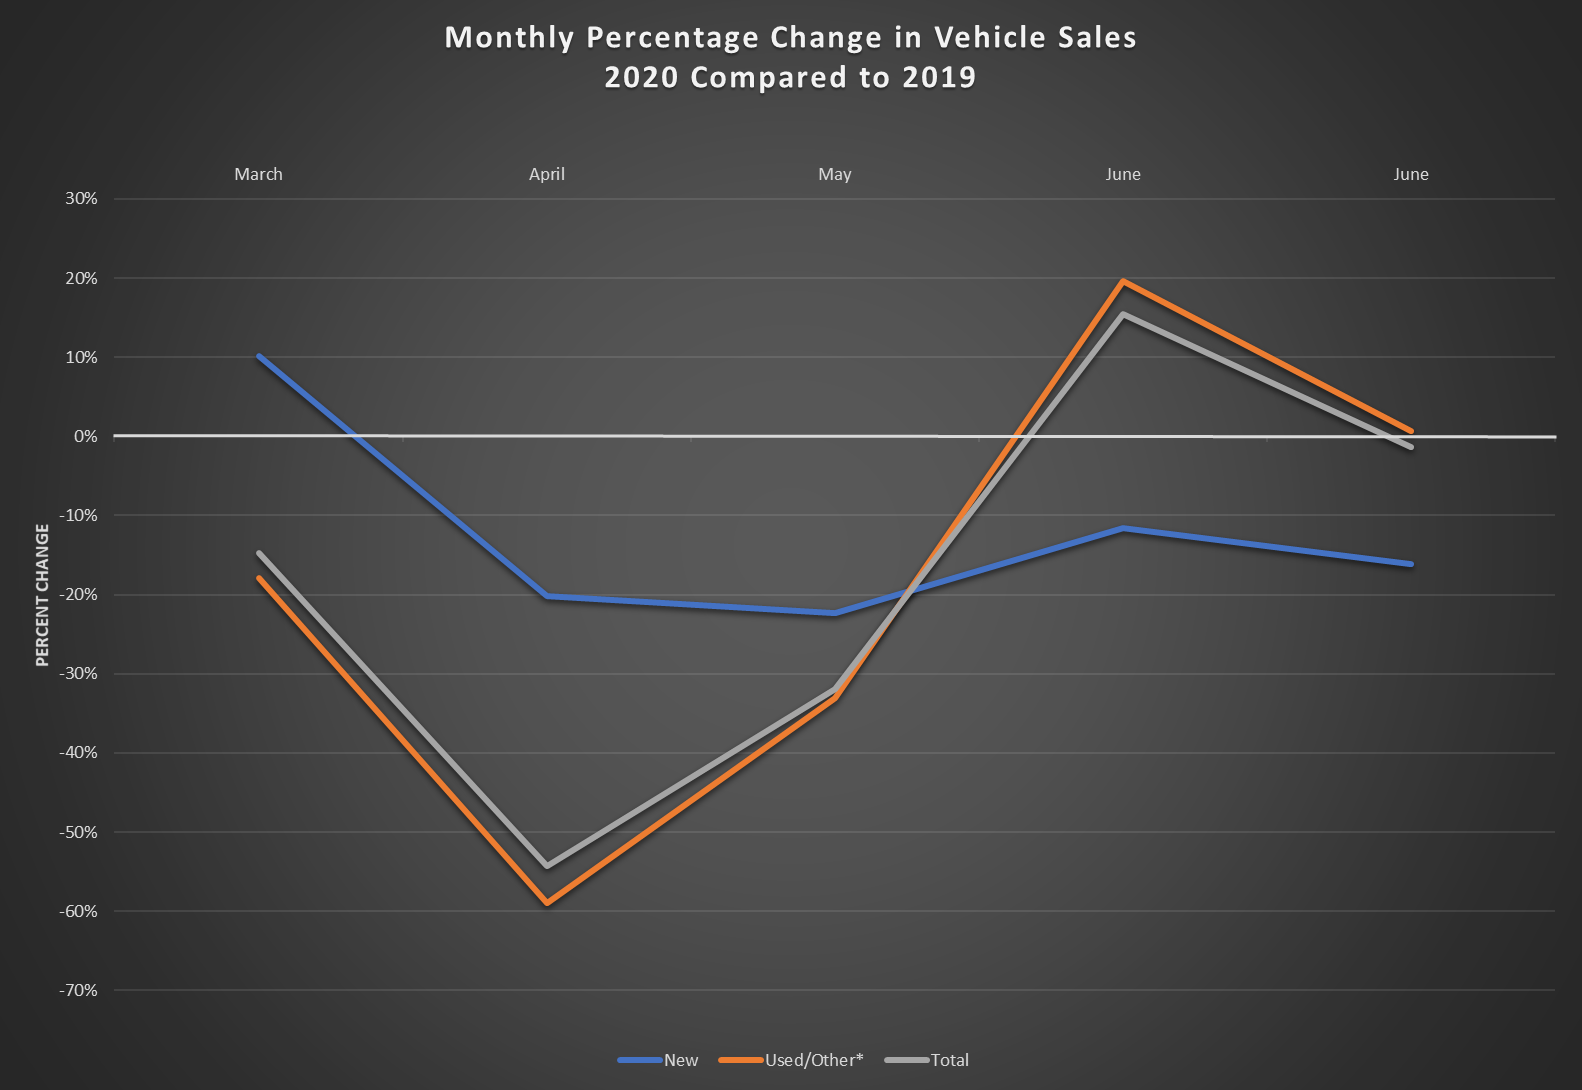 Monthly Percentage Change in Vehicle Sales
2020 Compared to 2019
March April May June June
30%
20%
10%
0%
-10%
-20%
-30%
-40%
-50%
-60%
-70%
PERCENT CHANGE
New Used/Other* Total